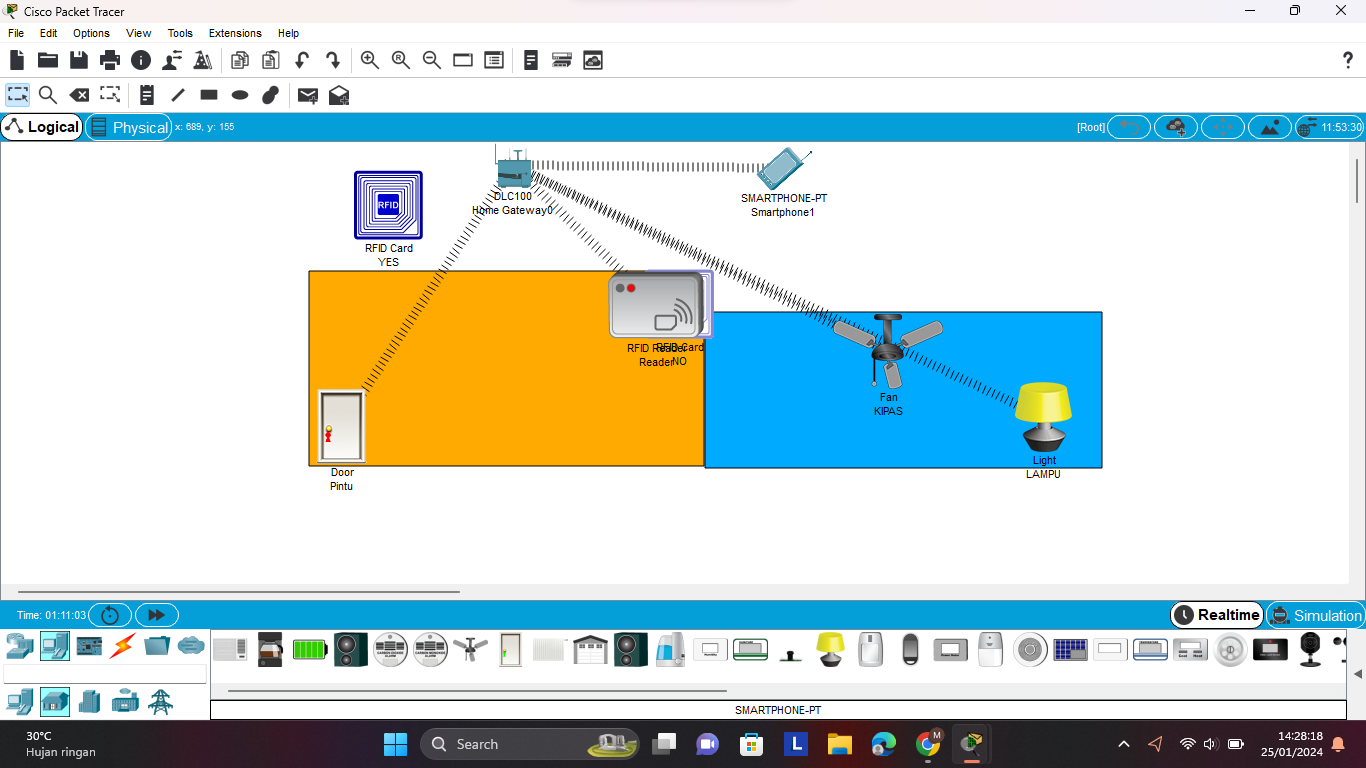 Cisco Packet Tracer
File Edit Options View Tools Extensions Help
Logical
Physical
x: 689, y: 155
[Root]
11:53:30
RFID
RFID Card
YES
DLC100
Home Gateway0
SMARTPHONE-PT
Smartphone1
RFID Reader
Reader
RFID Card
NO
Fan
KIPAS
Light
LAMPU
Door
Pintu
Time: 01:11:03
Realtime
Simulation
SMARTPHONE-PT
30°C
Hujan ringan
Search
L
M
14:28:18
25/01/2024